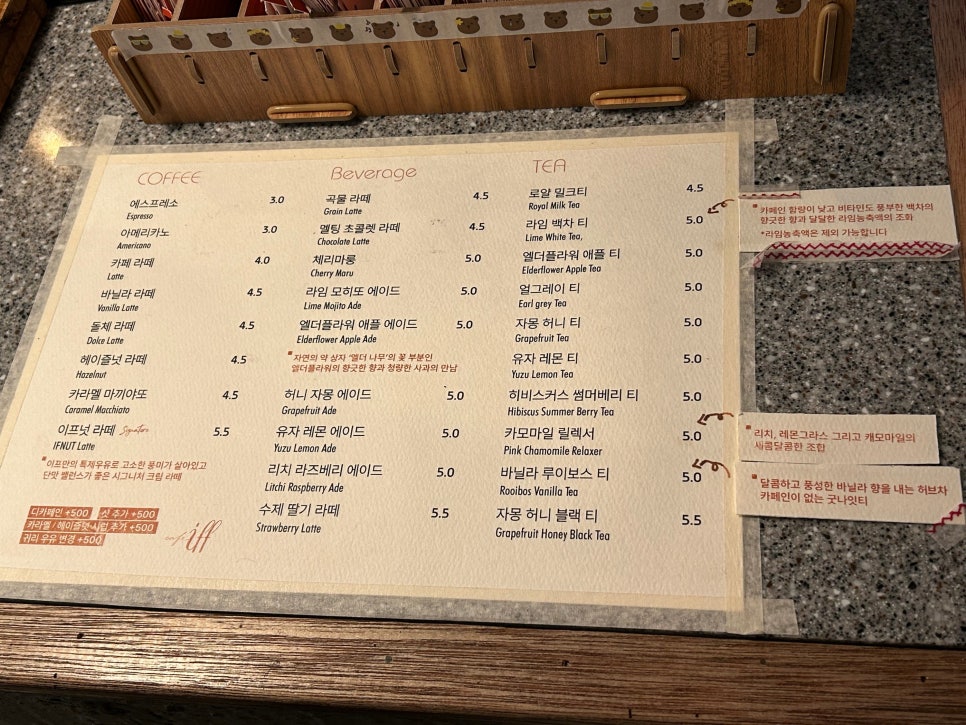 COFFEE
에스프레소 3.0
Espresso
아메리카노 3.0
Americano
카페 라떼 4.0
Latte
바닐라 라떼 4.5
Vanilla Latte
돌체 라떼 4.5
Dolce Latte
헤이즐넛 라떼 4.5
Hazelnut
카라멜 마끼야또 4.5
Caramel Macchiato
이프넛 라떼 Signature 5.5
IFNUT Latte
이프만의 특제우유로 고소한 풍미가 살아있고
단맛 밸런스가 좋은 시그니처 크림 라떼
디카페인 +500 샷 추가 +500
카라멜 / 헤이즐넛 시럽 추가 +500
귀리 우유 변경 +500
cafe iff
Beverage
곡물 라떼 4.5
Grain Latte
멜팅 초콜렛 라떼 4.5
Chocolate Latte
체리마룽 5.0
Cherry Maru
라임 모히또 에이드 5.0
Lime Mojito Ade
엘더플라워 애플 에이드 5.0
Elderflower Apple Ade
자연의 약 상자 '엘더 나무'의 꽃 부분인
엘더플라워의 향긋한 향과 청량한 사과의 만남
허니 자몽 에이드 5.0
Grapefruit Ade
유자 레몬 에이드 5.0
Yuzu Lemon Ade
리치 라즈베리 에이드 5.0
Litchi Raspberry Ade
수제 딸기 라떼 5.5
Strawberry Latte
TEA
로얄 밀크티 4.5
Royal Milk Tea
라임 백차 티 5.0
Lime White Tea,
엘더플라워 애플 티 5.0
Elderflower Apple Tea
얼그레이 티 5.0
Earl grey Tea
자몽 허니 티 5.0
Grapefruit Tea
유자 레몬 티 5.0
Yuzu Lemon Tea
히비스커스 썸머베리 티 5.0
Hibiscus Summer Berry Tea
카모마일 릴렉서 5.0
Pink Chamomile Relaxer
바닐라 루이보스 티 5.0
Rooibos Vanilla Tea
자몽 허니 블랙 티 5.5
Grapefruit Honey Black Tea
카페인 함량이 낮고 비타민도 풍부한 백차의
향긋한 향과 달달한 라임농축액의 조화
*라임농축액은 제외 가능합니다
리치, 레몬그라스 그리고 캐모마일의
새콤달콤한 조합
달콤하고 풍성한 바닐라 향을 내는 허브차
카페인이 없는 굿나잇티